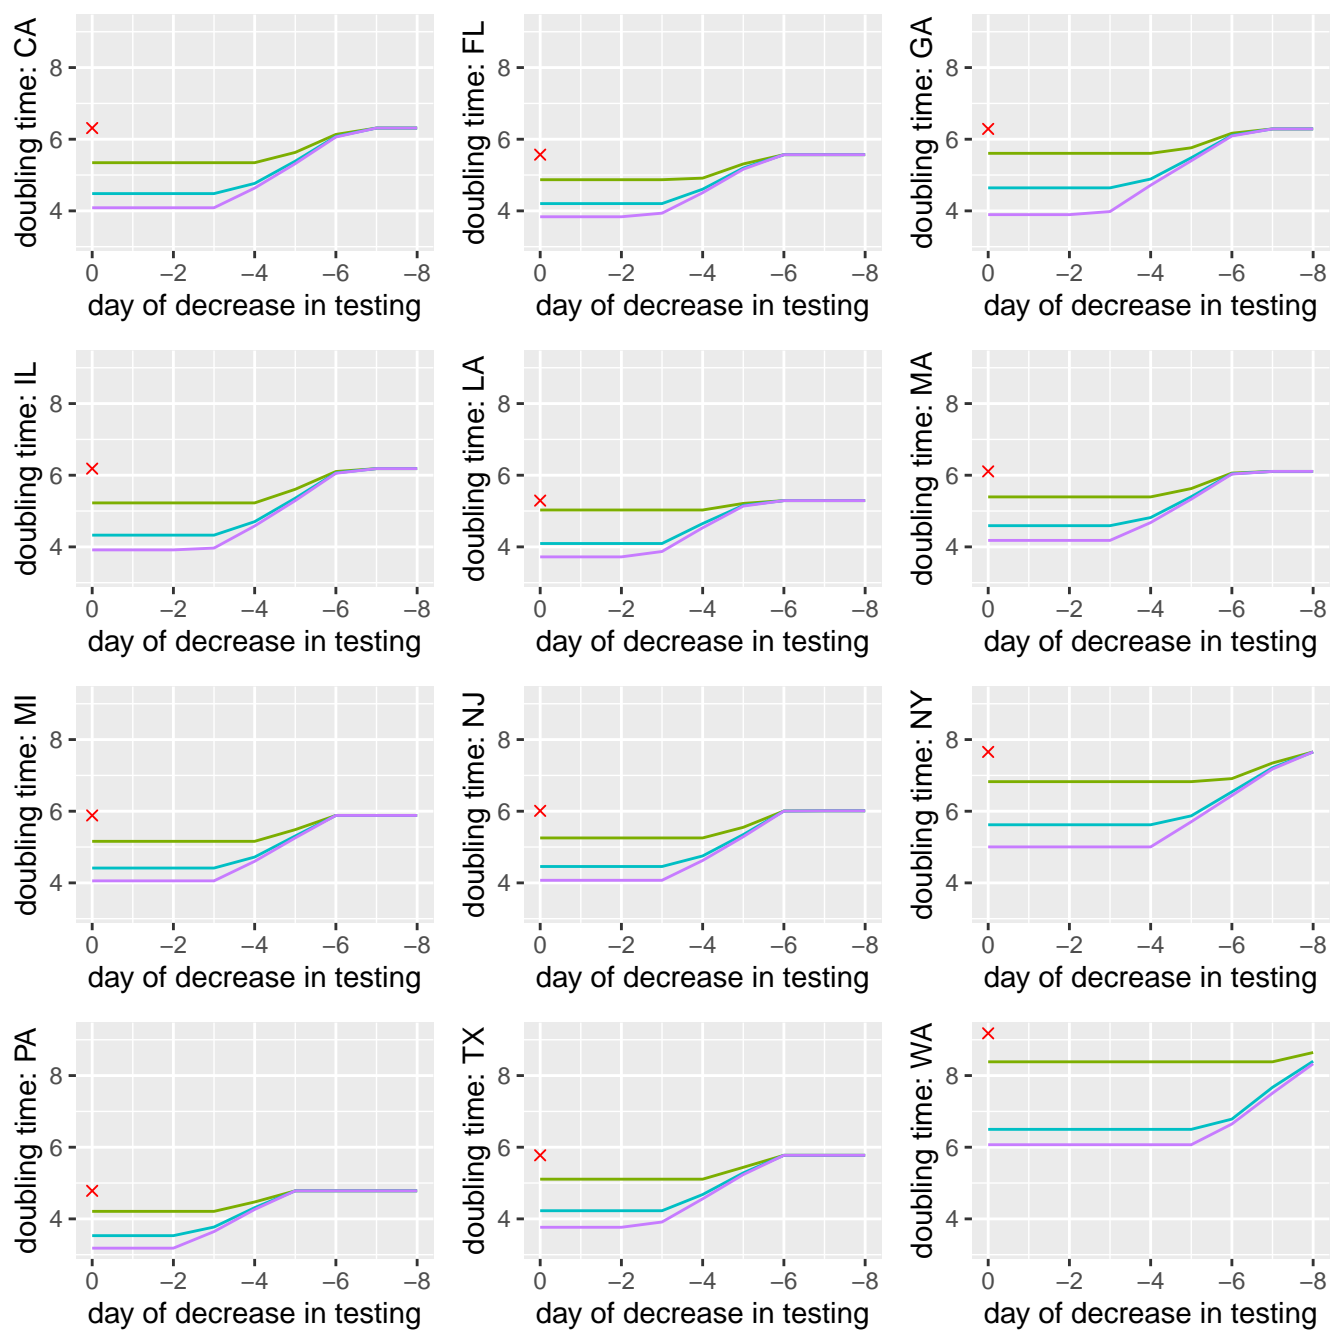 doubling time: CA
8
6
4
0 −2 −4 −6 −8
day of decrease in testing
doubling time: FL
8
6
4
0 −2 −4 −6 −8
day of decrease in testing
doubling time: GA
8
6
4
0 −2 −4 −6 −8
day of decrease in testing
doubling time: IL
8
6
4
0 −2 −4 −6 −8
day of decrease in testing
doubling time: LA
8
6
4
0 −2 −4 −6 −8
day of decrease in testing
doubling time: MA
8
6
4
0 −2 −4 −6 −8
day of decrease in testing
doubling time: MI
8
6
4
0 −2 −4 −6 −8
day of decrease in testing
doubling time: NJ
8
6
4
0 −2 −4 −6 −8
day of decrease in testing
doubling time: NY
8
6
4
0 −2 −4 −6 −8
day of decrease in testing
doubling time: PA
8
6
4
0 −2 −4 −6 −8
day of decrease in testing
doubling time: TX
8
6
4
0 −2 −4 −6 −8
day of decrease in testing
doubling time: WA
8
6
4
0 −2 −4 −6 −8
day of decrease in testing